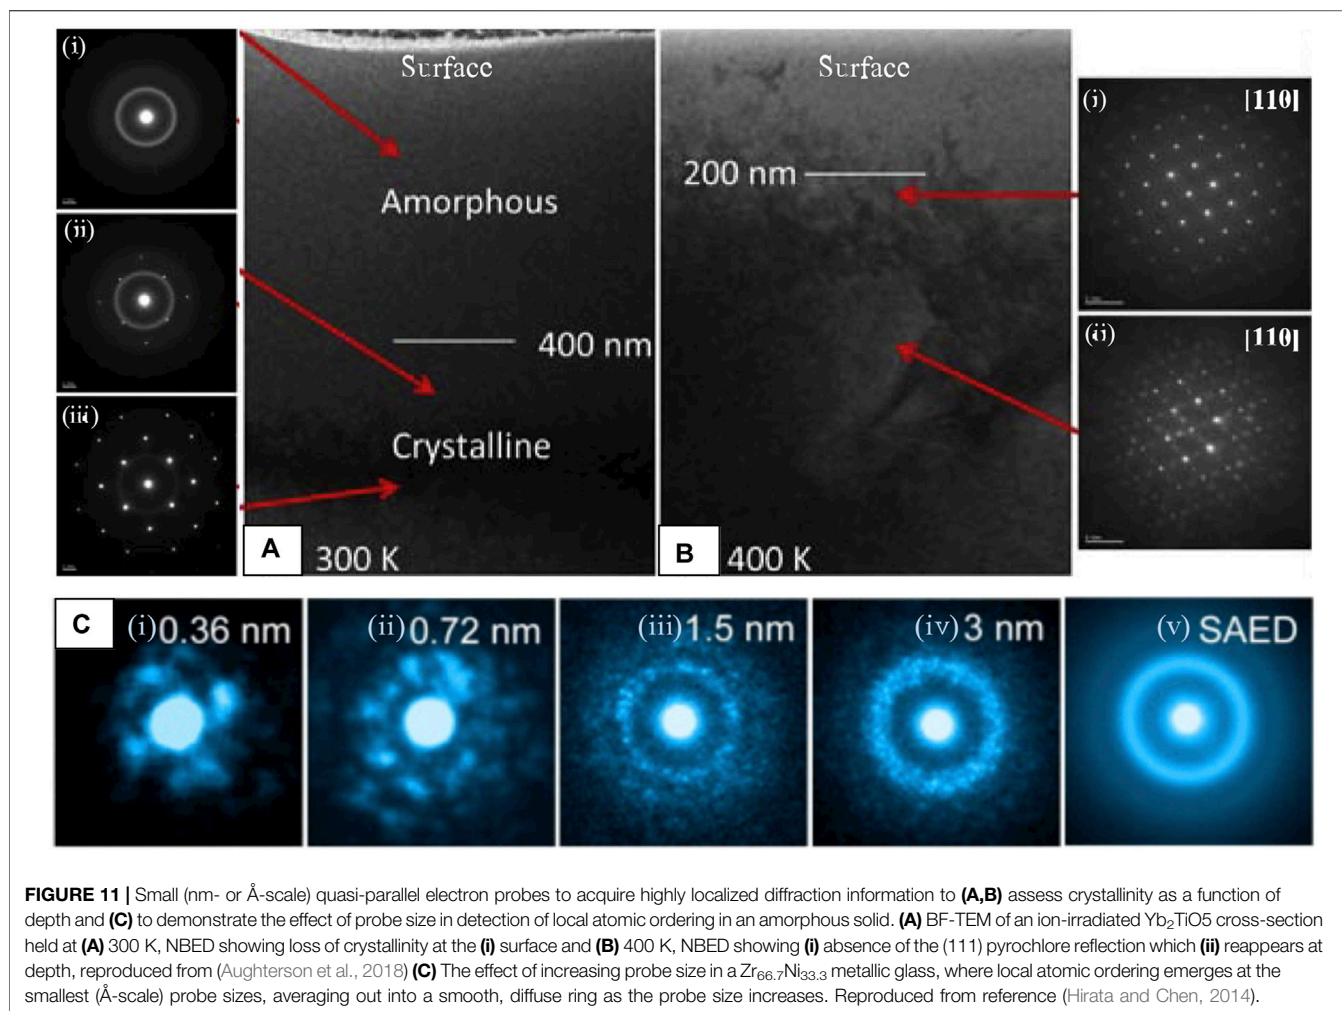 (i)
Surface
Surface
(i)
[110]
200 nm
Amorphous
(ii)
400 nm
(ii)
[110]
(iii)
Crystalline
A
300 K
B
400 K
C
(i) 0.36 nm
(ii) 0.72 nm
(iii) 1.5 nm
(iv) 3 nm
(v) SAED
FIGURE 11 | Small (nm- or Å-scale) quasi-parallel electron probes to acquire highly localized diffraction information to (A,B) assess crystallinity as a function of
depth and (C) to demonstrate the effect of probe size in detection of local atomic ordering in an amorphous solid. (A) BF-TEM of an ion-irradiated Yb₂TiO5 cross-section
held at (A) 300 K, NBED showing loss of crystallinity at the (i) surface and (B) 400 K, NBED showing (i) absence of the (111) pyrochlore reflection which (ii) reappears at
depth, reproduced from (Aughterson et al., 2018) (C) The effect of increasing probe size in a Zr₆₆.₇Ni₃₃.₃ metallic glass, where local atomic ordering emerges at the
smallest (Å-scale) probe sizes, averaging out into a smooth, diffuse ring as the probe size increases. Reproduced from reference (Hirata and Chen, 2014).